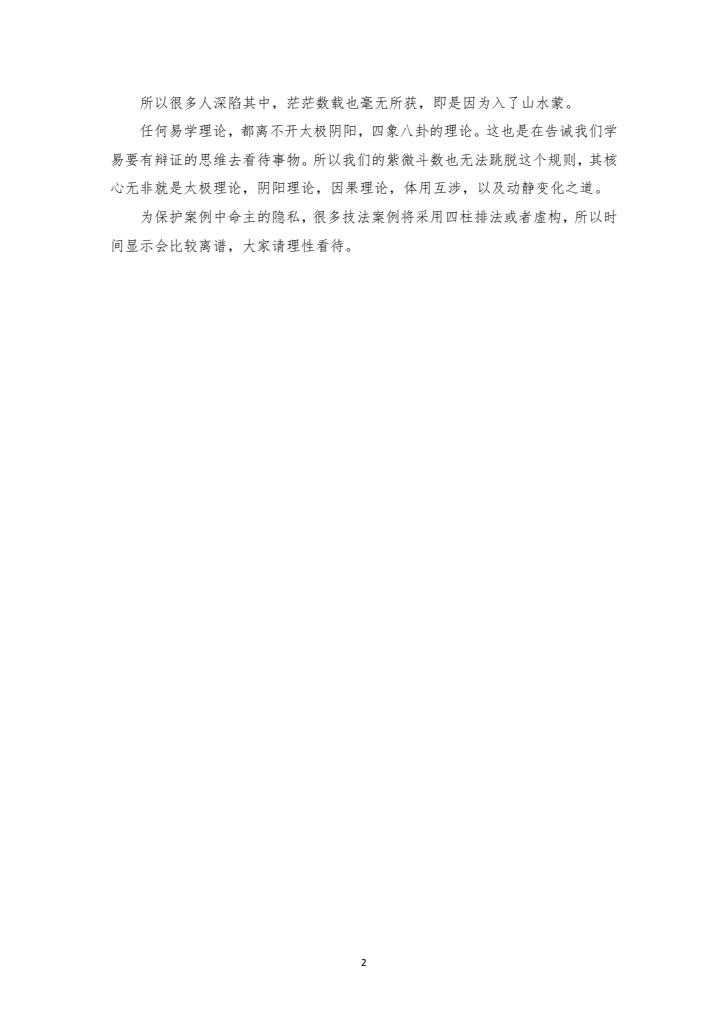 所以很多人深陷其中，茫茫数载也毫无所获，即是因为入了山水蒙。
任何易学理论，都离不开太极阴阳，四象八卦的理论。这也是在告诫我们学
易要有辩证的思维去看待事物。所以我们的紫微斗数也无法跳脱这个规则，其核
心无非就是太极理论，阴阳理论，因果理论，体用互涉，以及动静变化之道。
为保护案例中命主的隐私，很多技法案例将采用四柱排法或者虚构，所以时
间显示会比较离谱，大家请理性看待。
2